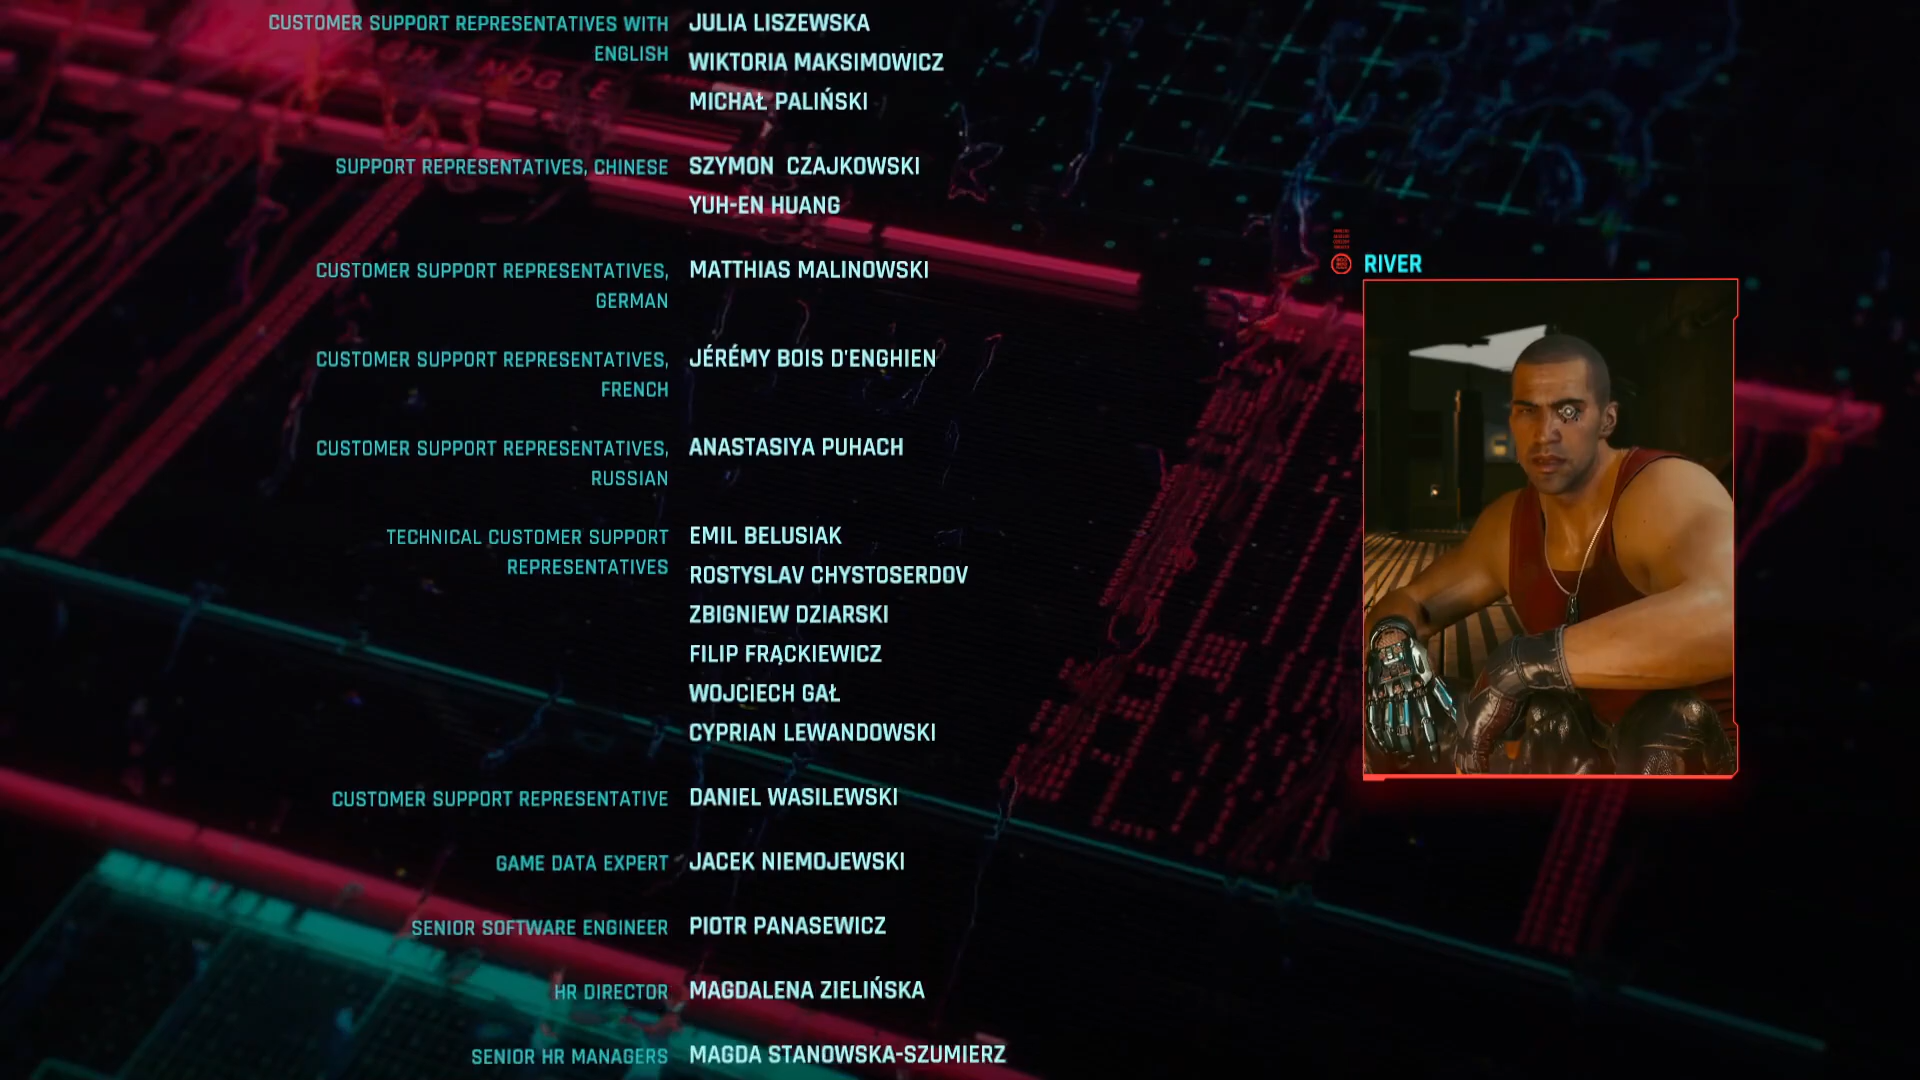 CUSTOMER SUPPORT REPRESENTATIVES WITH
ENGLISH
JULIA LISZEWSKA
WIKTORIA MAKSIMOWICZ
MICHAŁ PALIŃSKI
SUPPORT REPRESENTATIVES, CHINESE
SZYMON  CZAJKOWSKI
YUH-EN HUANG
CUSTOMER SUPPORT REPRESENTATIVES,
GERMAN
MATTHIAS MALINOWSKI
CUSTOMER SUPPORT REPRESENTATIVES,
FRENCH
JÉRÉMY BOIS D'ENGHIEN
CUSTOMER SUPPORT REPRESENTATIVES,
RUSSIAN
ANASTASIYA PUHACH
TECHNICAL CUSTOMER SUPPORT
REPRESENTATIVES
EMIL BELUSIAK
ROSTYSLAV CHYSTOSERDOV
ZBIGNIEW DZIARSKI
FILIP FRĄCKIEWICZ
WOJCIECH GAŁ
CYPRIAN LEWANDOWSKI
CUSTOMER SUPPORT REPRESENTATIVE
DANIEL WASILEWSKI
GAME DATA EXPERT
JACEK NIEMOJEWSKI
SENIOR SOFTWARE ENGINEER
PIOTR PANASEWICZ
HR DIRECTOR
MAGDALENA ZIELIŃSKA
SENIOR HR MANAGERS
MAGDA STANOWSKA-SZUMIERZ
RIVER